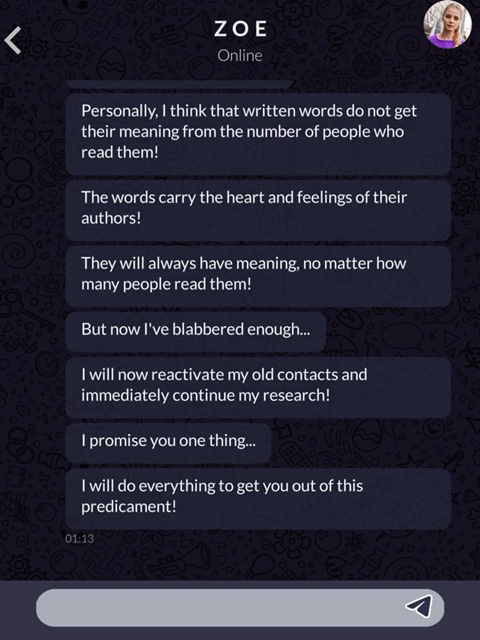 ZOE
Online
Personally, I think that written words do not get
their meaning from the number of people who
read them!
The words carry the heart and feelings of their
authors!
They will always have meaning, no matter how
many people read them!
But now I've blabbered enough...
I will now reactivate my old contacts and
immediately continue my research!
I promise you one thing...
I will do everything to get you out of this
predicament!
01:13